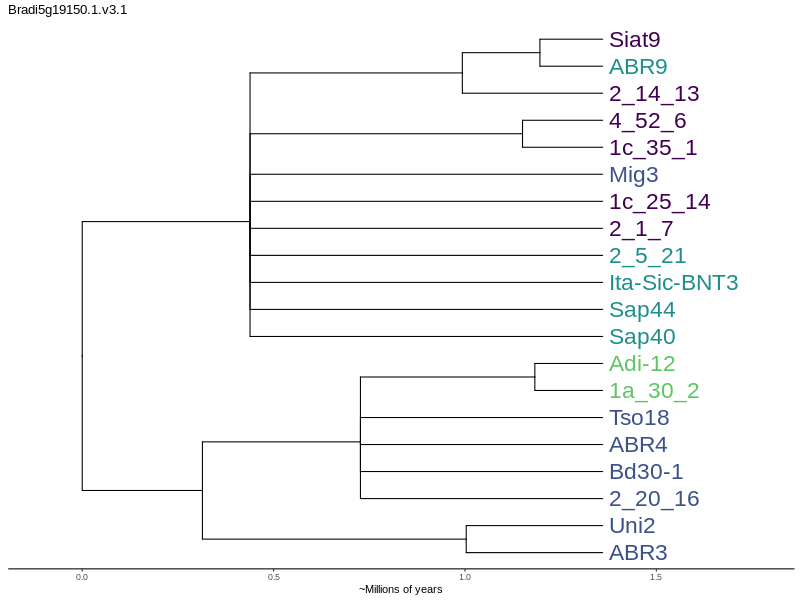 Bradi5g19150.1.v3.1
Siat9
ABR9
2_14_13
4_52_6
1c_35_1
Mig3
1c_25_14
2_1_7
2_5_21
Ita-Sic-BNT3
Sap44
Sap40
Adi-12
1a_30_2
Tso18
ABR4
Bd30-1
2_20_16
Uni2
ABR3
0.0 0.5 1.0 1.5
~Millions of years